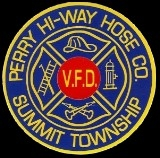 PERRY HI-WAY HOSE CO.
V.F.D.
SUMMIT TOWNSHIP